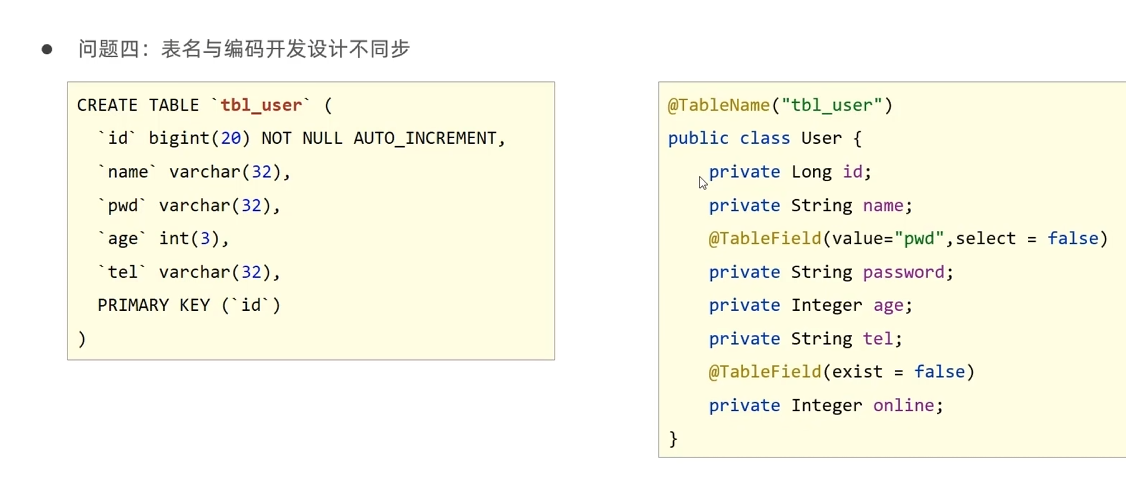 ● 问题四：表名与编码开发设计不同步
CREATE TABLE `tbl_user` (
`id` bigint(20) NOT NULL AUTO_INCREMENT,
`name` varchar(32),
`pwd` varchar(32),
`age` int(3),
`tel` varchar(32),
PRIMARY KEY (`id`)
)
@TableName("tbl_user")
public class User {
private Long id;
private String name;
@TableField(value="pwd",select = false)
private String password;
private Integer age;
private String tel;
@TableField(exist = false)
private Integer online;
}